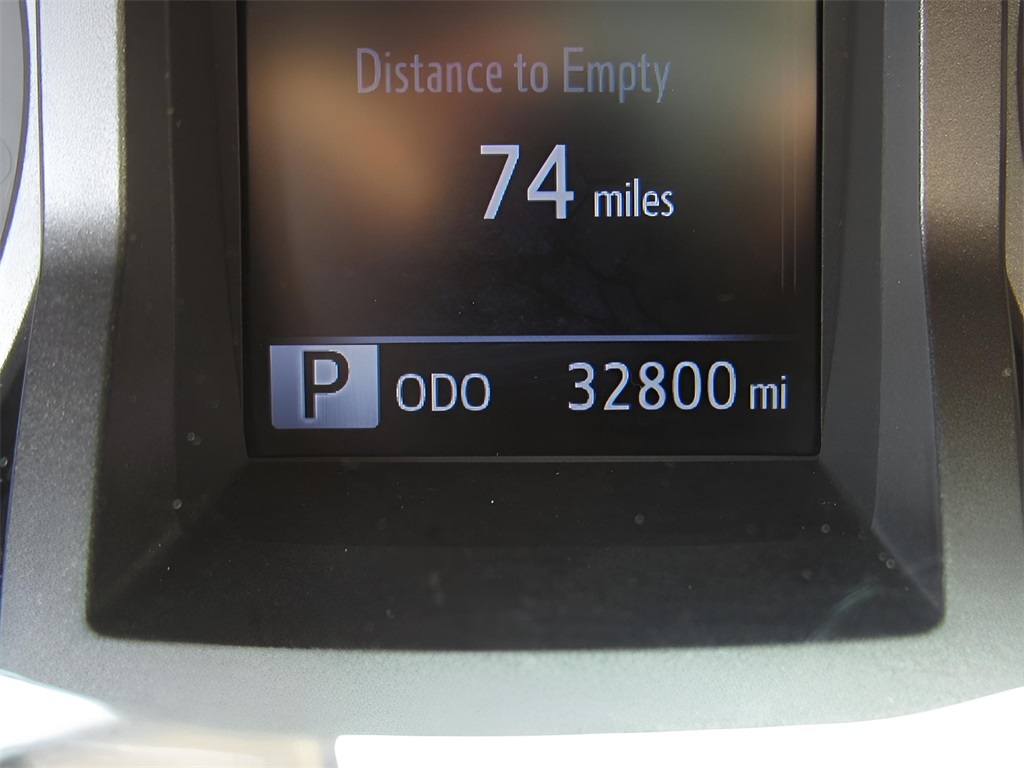 Distance to Empty
74 miles
P ODO 32800 mi